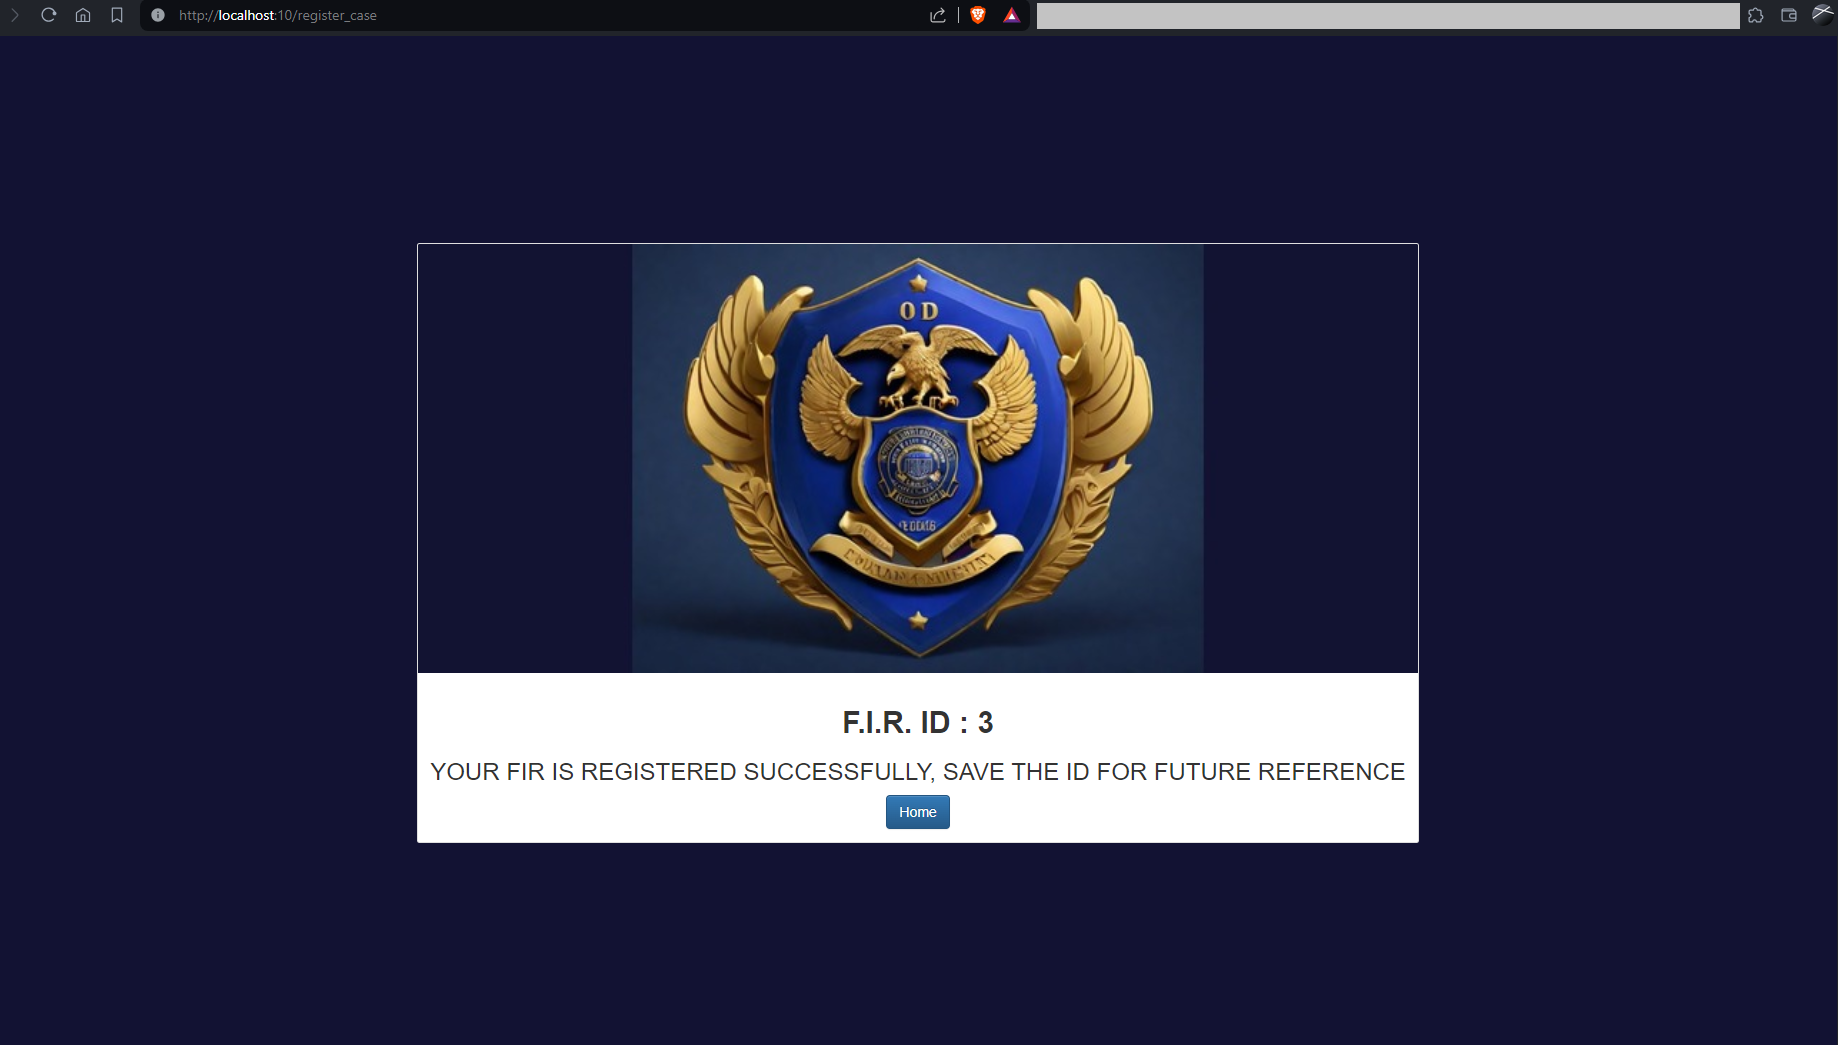 http://localhost:10/register_case
OD
F.I.R. ID : 3
YOUR FIR IS REGISTERED SUCCESSFULLY, SAVE THE ID FOR FUTURE REFERENCE
Home